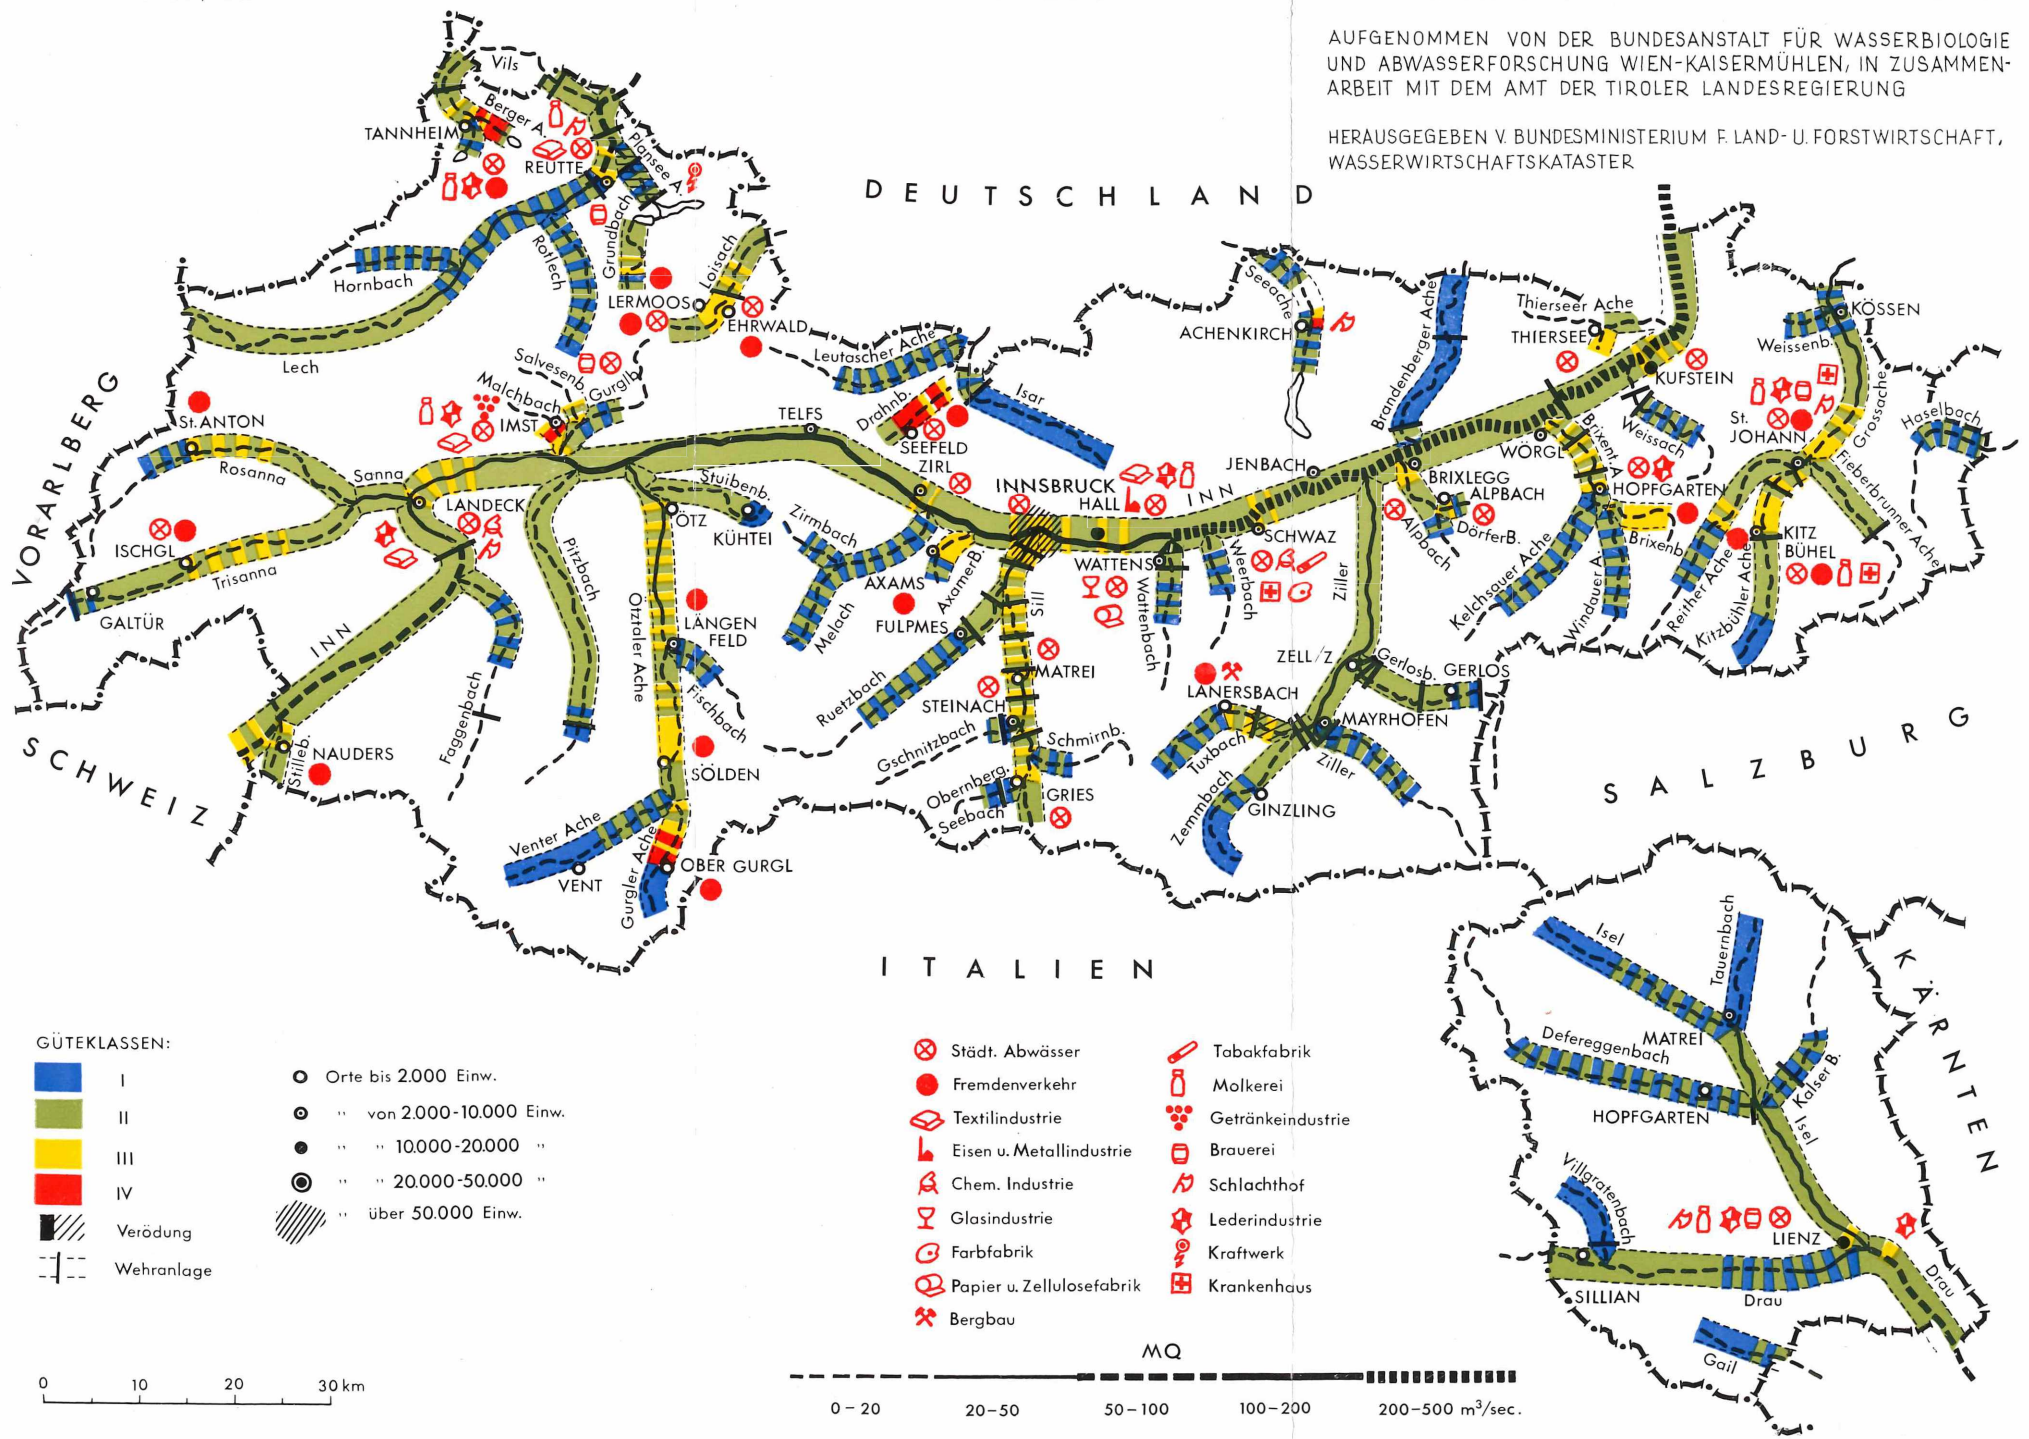 AUFGENOMMEN VON DER BUNDESANSTALT FÜR WASSERBIOLOGIE
UND ABWASSERFORSCHUNG WIEN-KAISERMÜHLEN, IN ZUSAMMEN-
ARBEIT MIT DEM AMT DER TIROLER LANDESREGIERUNG
HERAUSGEGEBEN V. BUNDESMINISTERIUM F. LAND- U. FORSTWIRTSCHAFT,
WASSERWIRTSCHAFTSKATASTER
DEUTSCHLAND
VORARLBERG
SCHWEIZ
ITALIEN
SALZBURG
KÄRNTEN
Vils
Berger A.
TANNHEIM
REUTTE
Plansee A.
Hornbach
Rotlech
Grundbach
Loisach
LERMOOS
EHRWALD
Lech
Salvesenb.
Gurglb.
Malchbach
IMST
St. ANTON
Rosanna
Sanna
LANDECK
ISCHGL
Trisanna
GALTÜR
INN
NAUDERS
Stilleb.
Faggenbach
Pitzbach
TELFS
Stuibenb.
ÖTZ
KÜHTEI
Ötztaler Ache
LÄNGEN
FELD
Fischbach
SÖLDEN
Venter Ache
VENT
Gurgler Ache
OBER GURGL
Leutascher Ache
Drahnb.
SEEFELD
ZIRL
Isar
Zirmbach
Melach
AXAMS
AxamerB.
FULPMES
Ruetzbach
INNSBRUCK
HALL
INN
Sill
MATREI
STEINACH
Gschnitzbach
Schmirnb.
Obernberg.
Seebach
GRIES
WATTENS
Wattenbach
Weerbach
SCHWAZ
JENBACH
Seeache
ACHENKIRCH
Brandenberger Ache
BRIXLEGG
ALPBACH
Alpbach
DörferB.
Ziller
ZELL/Z
Gerlosb.
GERLOS
LANERSBACH
MAYRHOFEN
Tuxbach
Ziller
Zemmbach
GINZLING
Thierseer Ache
THIERSEE
KUFSTEIN
WÖRGL
Brixent. A.
Weissach
HOPFGARTEN
Brixenb.
Kelchsauer Ache
Windauer A.
Reither Ache
Kitzbühler Ache
KITZ
BÜHEL
St.
JOHANN
Fieberbrunner Ache
Grossache
KÖSSEN
Weissenb.
Haselbach
Isel
Tauernbach
MATREI
Defereggenbach
Kalser B.
HOPFGARTEN
Isel
Villgratenbach
LIENZ
SILLIAN
Drau
Drau
Gail
GÜTEKLASSEN:
I
II
III
IV
Verödung
Wehranlage
Orte bis 2.000 Einw.
" von 2.000-10.000 Einw.
" " 10.000-20.000 "
" " 20.000-50.000 "
" über 50.000 Einw.
Städt. Abwässer
Fremdenverkehr
Textilindustrie
Eisen u. Metallindustrie
Chem. Industrie
Glasindustrie
Farbfabrik
Papier u. Zellulosefabrik
Bergbau
Tabakfabrik
Molkerei
Getränkeindustrie
Brauerei
Schlachthof
Lederindustrie
Kraftwerk
Krankenhaus
0 10 20 30 km
MQ
0-20 20-50 50-100 100-200 200-500 m³/sec.